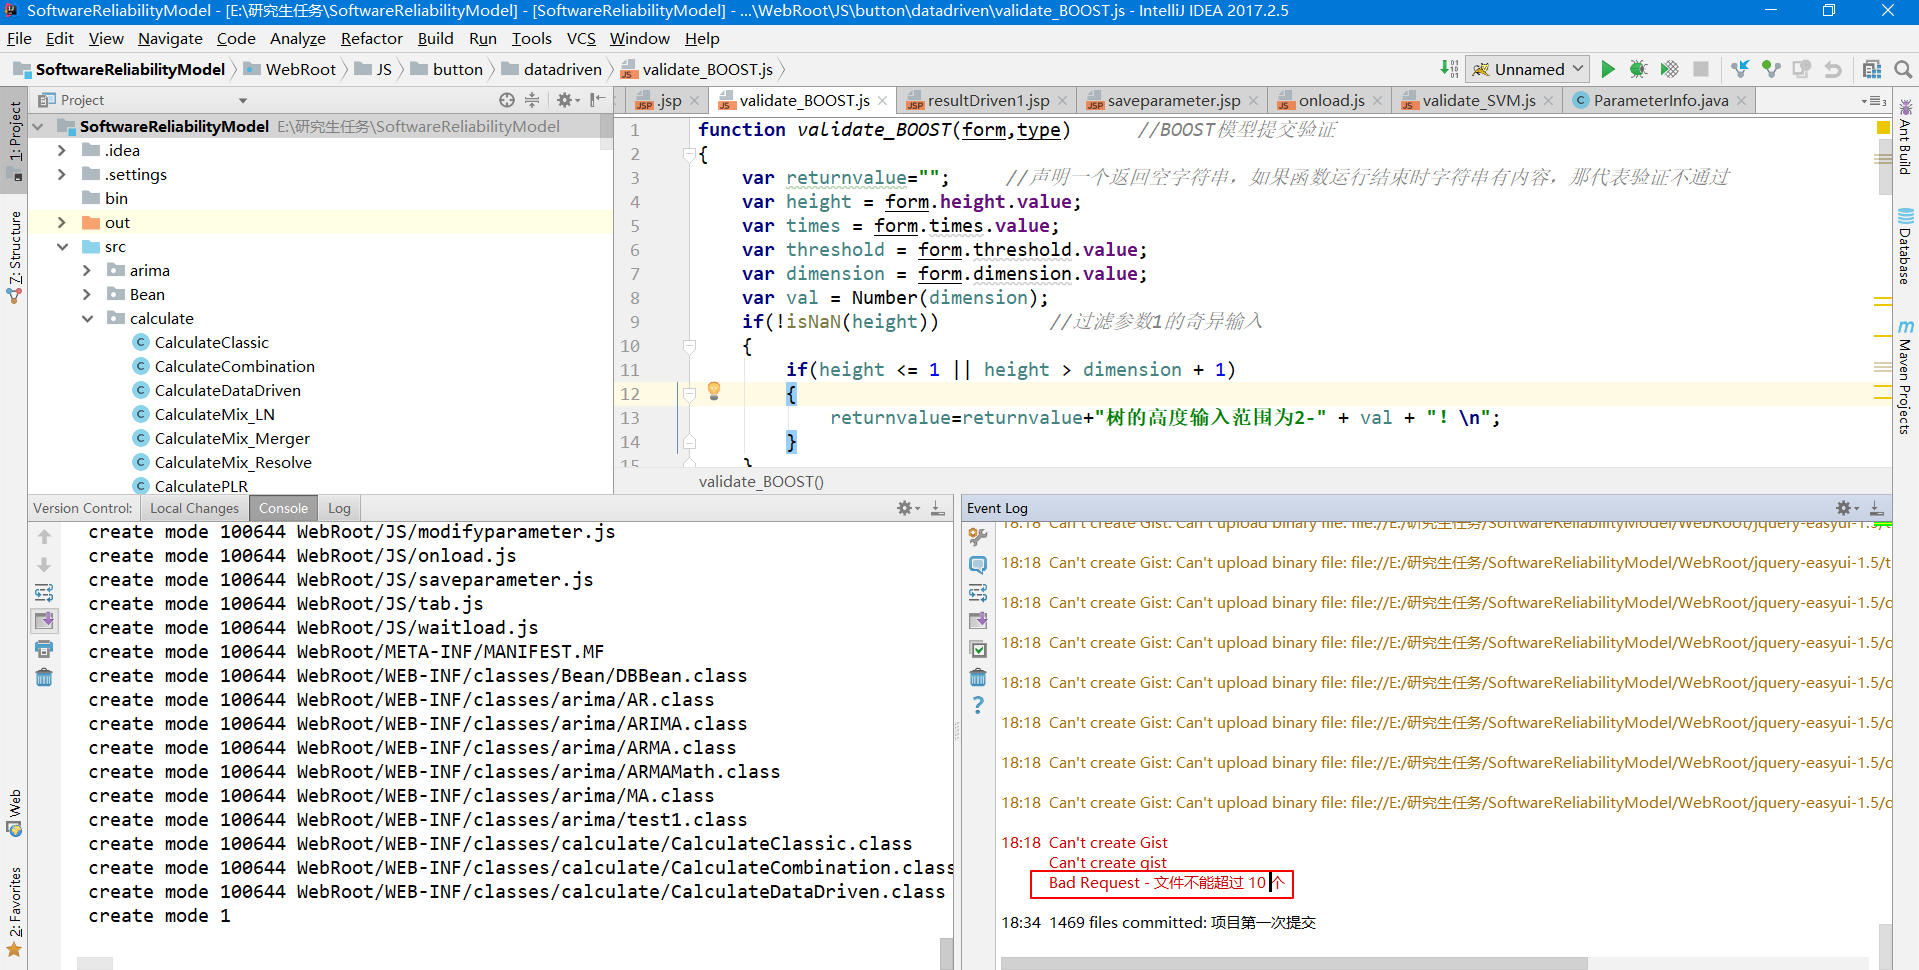 SoftwareReliabilityModel - [E:\研究生任务\SoftwareReliabilityModel] - [SoftwareReliabilityModel] - ...\WebRoot\JS\button\datadriven\validate_BOOST.js - IntelliJ IDEA 2017.2.5
File Edit View Navigate Code Analyze Refactor Build Run Tools VCS Window Help
SoftwareReliabilityModel WebRoot JS button datadriven validate_BOOST.js Unnamed
Project
.jsp validate_BOOST.js resultDriven1.jsp saveparameter.jsp onload.js validate_SVM.js ParameterInfo.java
1: Project
Z: Structure
Web
2: Favorites
SoftwareReliabilityModel E:\研究生任务\SoftwareReliabilityModel
.idea
.settings
bin
out
src
arima
Bean
calculate
CalculateClassic
CalculateCombination
CalculateDataDriven
CalculateMix_LN
CalculateMix_Merger
CalculateMix_Resolve
CalculatePLR
1 function validate_BOOST(form,type) //BOOST模型提交验证
2 {
3 var returnvalue=""; //声明一个返回空字符串，如果函数运行结束时字符串有内容，那代表验证不通过
4 var height = form.height.value;
5 var times = form.times.value;
6 var threshold = form.threshold.value;
7 var dimension = form.dimension.value;
8 var val = Number(dimension);
9 if(!isNaN(height)) //过滤参数1的奇异输入
10 {
11 if(height <= 1 || height > dimension + 1)
12 {
13 returnvalue=returnvalue+"树的高度输入范围为2-" + val + "！\n";
14 }
15 }
validate_BOOST()
Ant Build
Database
Maven Projects
Version Control: Local Changes Console Log
create mode 100644 WebRoot/JS/modifyparameter.js
create mode 100644 WebRoot/JS/onload.js
create mode 100644 WebRoot/JS/saveparameter.js
create mode 100644 WebRoot/JS/tab.js
create mode 100644 WebRoot/JS/waitload.js
create mode 100644 WebRoot/META-INF/MANIFEST.MF
create mode 100644 WebRoot/WEB-INF/classes/Bean/DBBean.class
create mode 100644 WebRoot/WEB-INF/classes/arima/AR.class
create mode 100644 WebRoot/WEB-INF/classes/arima/ARIMA.class
create mode 100644 WebRoot/WEB-INF/classes/arima/ARMA.class
create mode 100644 WebRoot/WEB-INF/classes/arima/ARMAMath.class
create mode 100644 WebRoot/WEB-INF/classes/arima/MA.class
create mode 100644 WebRoot/WEB-INF/classes/arima/test1.class
create mode 100644 WebRoot/WEB-INF/classes/calculate/CalculateClassic.class
create mode 100644 WebRoot/WEB-INF/classes/calculate/CalculateCombination.class
create mode 100644 WebRoot/WEB-INF/classes/calculate/CalculateDataDriven.class
create mode 1
Event Log
18:18 Can't create Gist: Can't upload binary file: file://E:/研究生任务/SoftwareReliabilityModel/WebRoot/jquery-easyui-1.5/t
18:18 Can't create Gist: Can't upload binary file: file://E:/研究生任务/SoftwareReliabilityModel/WebRoot/jquery-easyui-1.5/t
18:18 Can't create Gist: Can't upload binary file: file://E:/研究生任务/SoftwareReliabilityModel/WebRoot/jquery-easyui-1.5/c
18:18 Can't create Gist: Can't upload binary file: file://E:/研究生任务/SoftwareReliabilityModel/WebRoot/jquery-easyui-1.5/c
18:18 Can't create Gist: Can't upload binary file: file://E:/研究生任务/SoftwareReliabilityModel/WebRoot/jquery-easyui-1.5/c
18:18 Can't create Gist: Can't upload binary file: file://E:/研究生任务/SoftwareReliabilityModel/WebRoot/jquery-easyui-1.5/c
18:18 Can't create Gist: Can't upload binary file: file://E:/研究生任务/SoftwareReliabilityModel/WebRoot/jquery-easyui-1.5/c
18:18 Can't create Gist: Can't upload binary file: file://E:/研究生任务/SoftwareReliabilityModel/WebRoot/jquery-easyui-1.5/c
18:18 Can't create Gist
Can't create gist
Bad Request - 文件不能超过 10 个
18:34 1469 files committed: 项目第一次提交